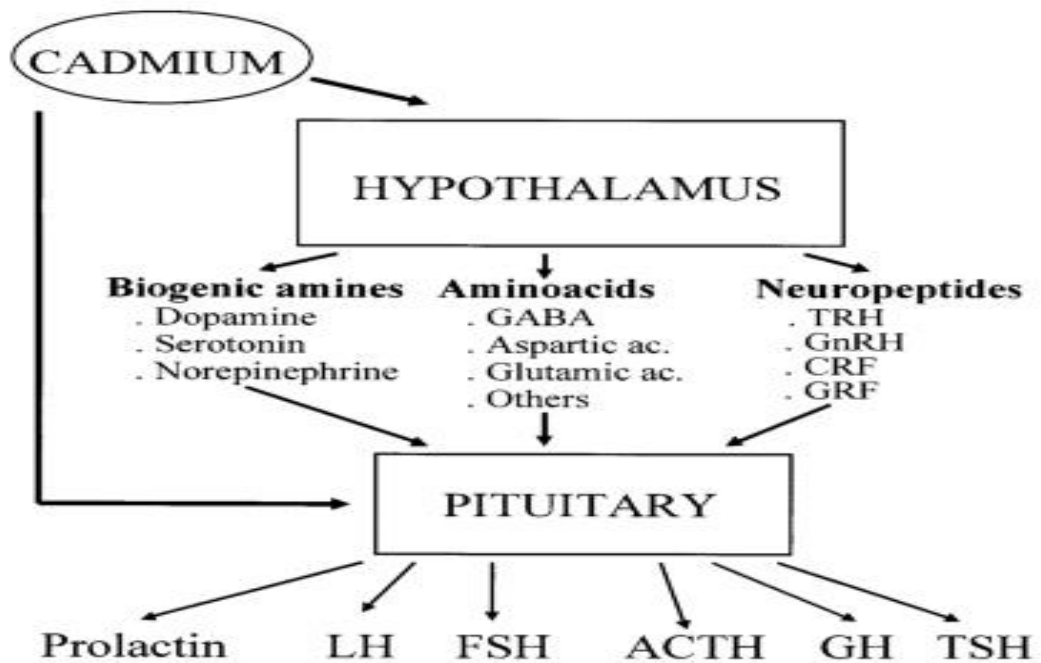 CADMIUM
HYPOTHALAMUS
Biogenic amines
. Dopamine
. Serotonin
. Norepinephrine
Aminoacids
. GABA
. Aspartic ac.
. Glutamic ac.
. Others
Neuropeptides
. TRH
. GnRH
. CRF
. GRF
PITUITARY
Prolactin LH FSH ACTH GH TSH